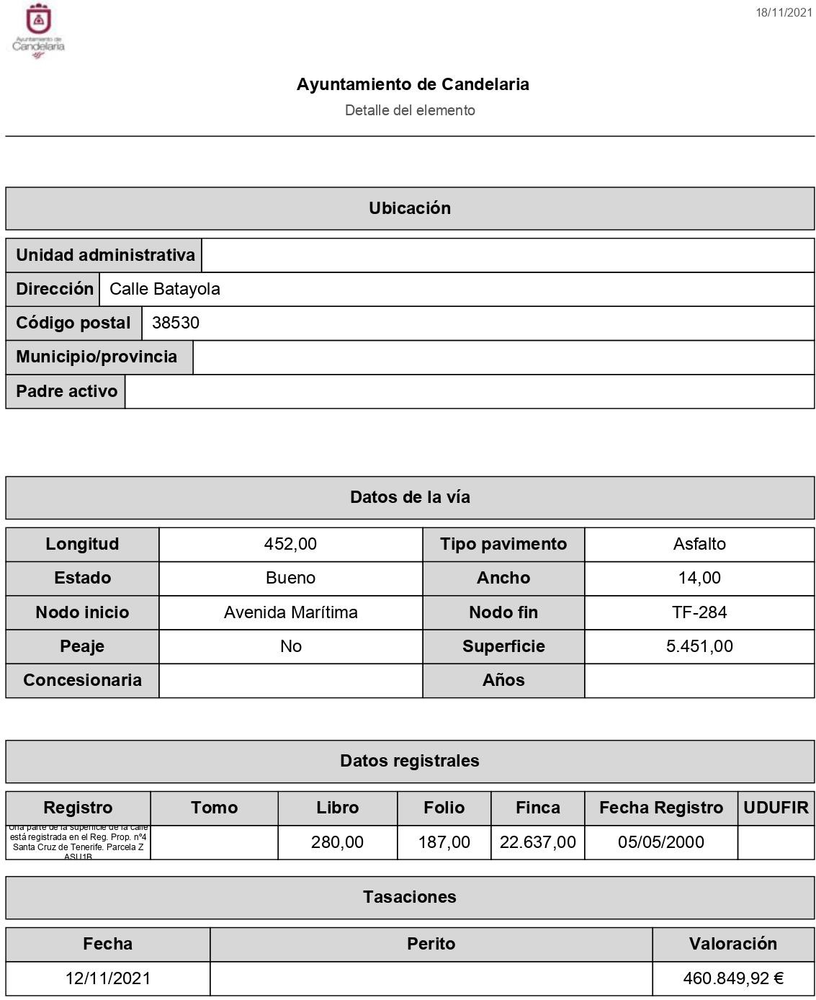 18/11/2021
Ayuntamiento de
Candelaria
Ayuntamiento de Candelaria
Detalle del elemento
Ubicación
Unidad administrativa
Dirección Calle Batayola
Código postal 38530
Municipio/provincia
Padre activo
Datos de la vía
Longitud 452,00 Tipo pavimento Asfalto
Estado Bueno Ancho 14,00
Nodo inicio Avenida Marítima Nodo fin TF-284
Peaje No Superficie 5.451,00
Concesionaria Años
Datos registrales
Registro Tomo Libro Folio Finca Fecha Registro UDUFIR
Una parte de la superficie de la calle
está registrada en el Reg. Prop. nº4
Santa Cruz de Tenerife. Parcela Z
ASU1B
280,00 187,00 22.637,00 05/05/2000
Tasaciones
Fecha Perito Valoración
12/11/2021 460.849,92 €